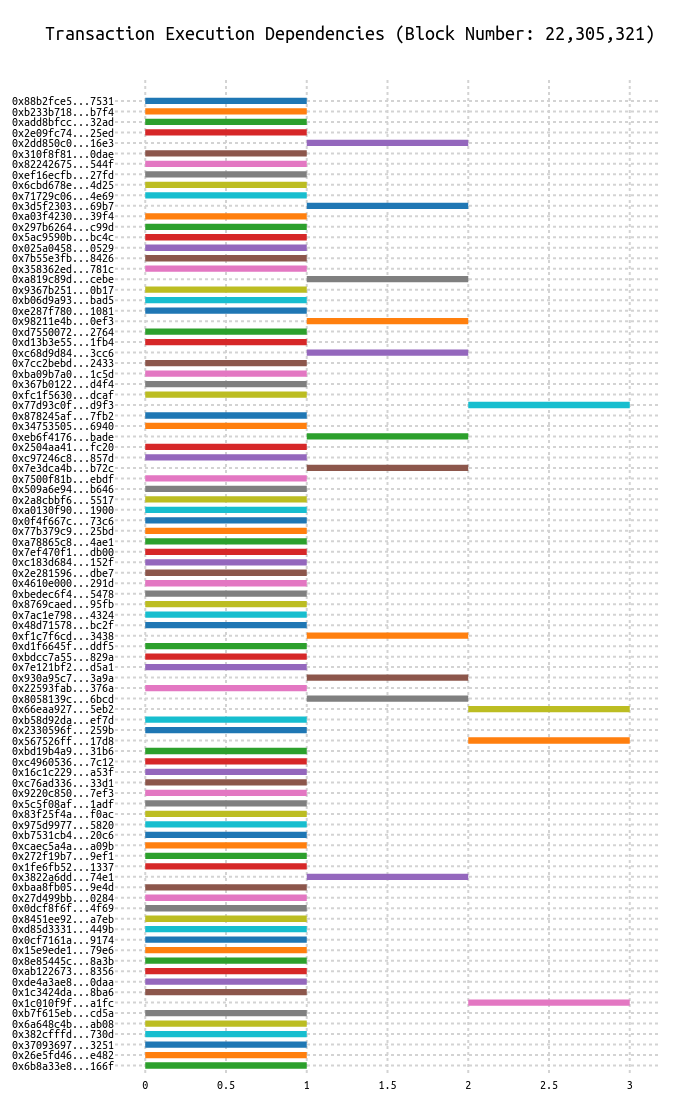 Transaction Execution Dependencies (Block Number: 22,305,321)
0x88b2fce5...7531
0xb233b718...b7f4
0xadd8bfcc...32ad
0x2e09fc74...25ed
0x2dd850c0...16e3
0x310f8f81...0dae
0x82242675...544f
0xef16ecfb...27fd
0x6cbd678e...4d25
0x71729c06...4e69
0x3d5f2303...69b7
0xa03f4230...39f4
0x297b6264...c99d
0x5ac9590b...bc4c
0x025a0458...0529
0x7b55e3fb...8426
0x358362ed...781c
0xa819c89d...cebe
0x9367b251...0b17
0xb06d9a93...bad5
0xe287f780...1081
0x98211e4b...0ef3
0xd7550072...2764
0xd13b3e55...1fb4
0xc68d9d84...3cc6
0x7cc2bebd...2433
0xba09b7a0...1c5d
0x367b0122...d4f4
0xfc1f5630...dcaf
0x77d93c0f...d9f3
0x878245af...7fb2
0x34753505...6940
0xeb6f4176...bade
0x2504aa41...fc20
0xc97246c8...857d
0x7e3dca4b...b72c
0x7500f81b...ebdf
0x509a6e94...b646
0x2a8cbbf6...5517
0xa0130f90...1900
0x0f4f667c...73c6
0x77b379c9...25bd
0xa78865c8...4ae1
0x7ef470f1...db00
0xc183d684...152f
0x2e281596...dbe7
0x4610e000...291d
0xbedec6f4...5478
0x8769caed...95fb
0x7ac1e798...4324
0x48d71578...bc2f
0xf1c7f6cd...3438
0xd1f6645f...ddf5
0xbdcc7a55...829a
0x7e121bf2...d5a1
0x930a95c7...3a9a
0x22593fab...376a
0x8058139c...6bcd
0x66eaa927...5eb2
0xb58d92da...ef7d
0x2330596f...259b
0x567526ff...17d8
0xbd19b4a9...31b6
0xc4960536...7c12
0x16c1c229...a53f
0xc76ad336...33d1
0x9220c850...7ef3
0x5c5f08af...1adf
0x83f25f4a...f0ac
0x975d9977...5820
0xb7531cb4...20c6
0xcaec5a4a...a09b
0x272f19b7...9ef1
0x1fe6fb52...1337
0x3822a6dd...74e1
0xbaa8fb05...9e4d
0x27d499bb...0284
0x0dcf8f6f...4f69
0x8451ee92...a7eb
0xd85d3331...449b
0x0cf7161a...9174
0x15e9ede1...79e6
0x8e85445c...8a3b
0xab122673...8356
0xde4a3ae8...0daa
0x1c3424da...8ba6
0x1c010f9f...a1fc
0xb7f615eb...cd5a
0x6a648c4b...ab08
0x382cfffd...730d
0x37093697...3251
0x26e5fd46...e482
0x6b8a33e8...166f
0 0.5 1 1.5 2 2.5 3